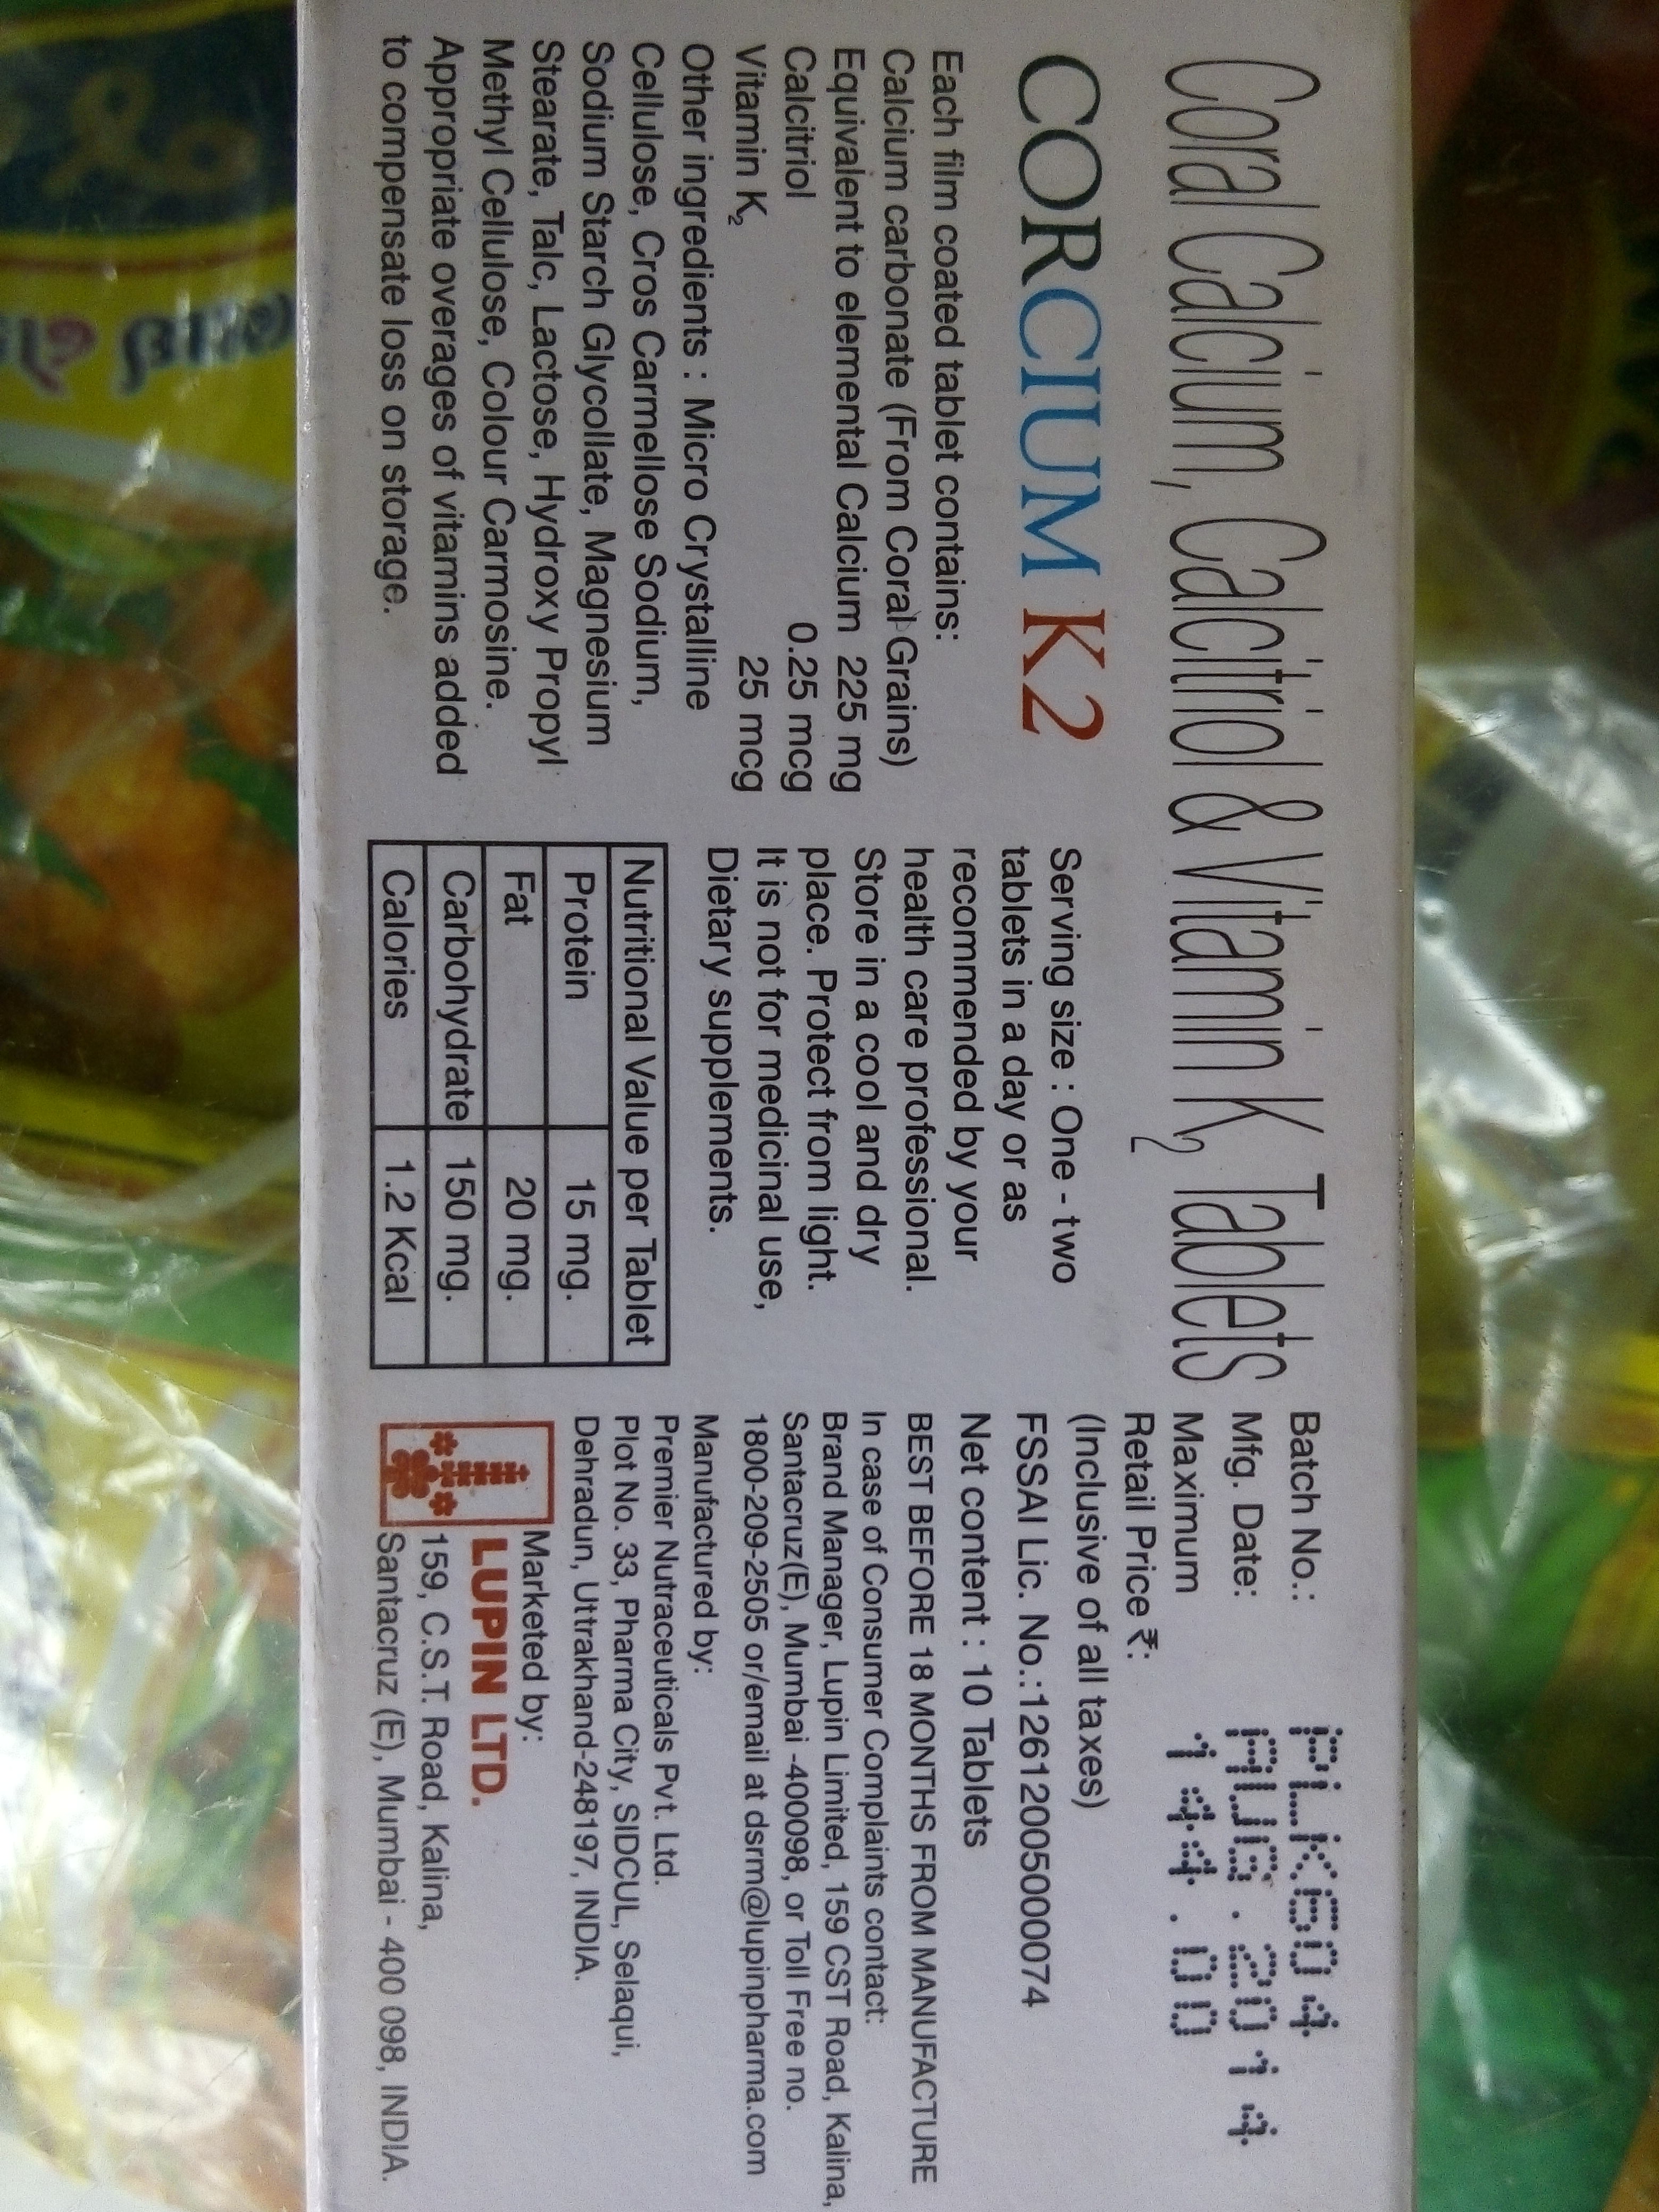 Coral Calcium, Calcitriol & Vitamin K2 Tablets
CORCIUM K2
Each film coated tablet contains:
Calcium carbonate (From Coral Grains)
Equivalent to elemental Calcium 225 mg
Calcitriol 0.25 mcg
Vitamin K2 25 mcg
Other ingredients : Micro Crystalline
Cellulose, Cros Carmellose Sodium,
Sodium Starch Glycollate, Magnesium
Stearate, Talc, Lactose, Hydroxy Propyl
Methyl Cellulose, Colour Carmosine.
Appropriate overages of vitamins added
to compensate loss on storage.
Serving size : One - two
tablets in a day or as
recommended by your
health care professional.
Store in a cool and dry
place. Protect from light.
It is not for medicinal use,
Dietary supplements.
Nutritional Value per Tablet
Protein 15 mg.
Fat 20 mg.
Carbohydrate 150 mg.
Calories 1.2 Kcal
Batch No.: PLK604
Mfg. Date: AUG.2014
Maximum 144.00
Retail Price ₹:
(Inclusive of all taxes)
FSSAI Lic. No.:12612005000074
Net content : 10 Tablets
BEST BEFORE 18 MONTHS FROM MANUFACTURE
In case of Consumer Complaints contact:
Brand Manager, Lupin Limited, 159 CST Road, Kalina,
Santacruz(E), Mumbai -400098, or Toll Free no.
1800-209-2505 or/email at dsrm@lupinpharma.com
Manufactured by:
Premier Nutraceuticals Pvt. Ltd.
Plot No. 33, Pharma City, SIDCUL, Selaqui,
Dehradun, Uttrakhand-248197, INDIA.
Marketed by:
LUPIN LTD.
159, C.S.T. Road, Kalina,
Santacruz (E), Mumbai - 400 098, INDIA.